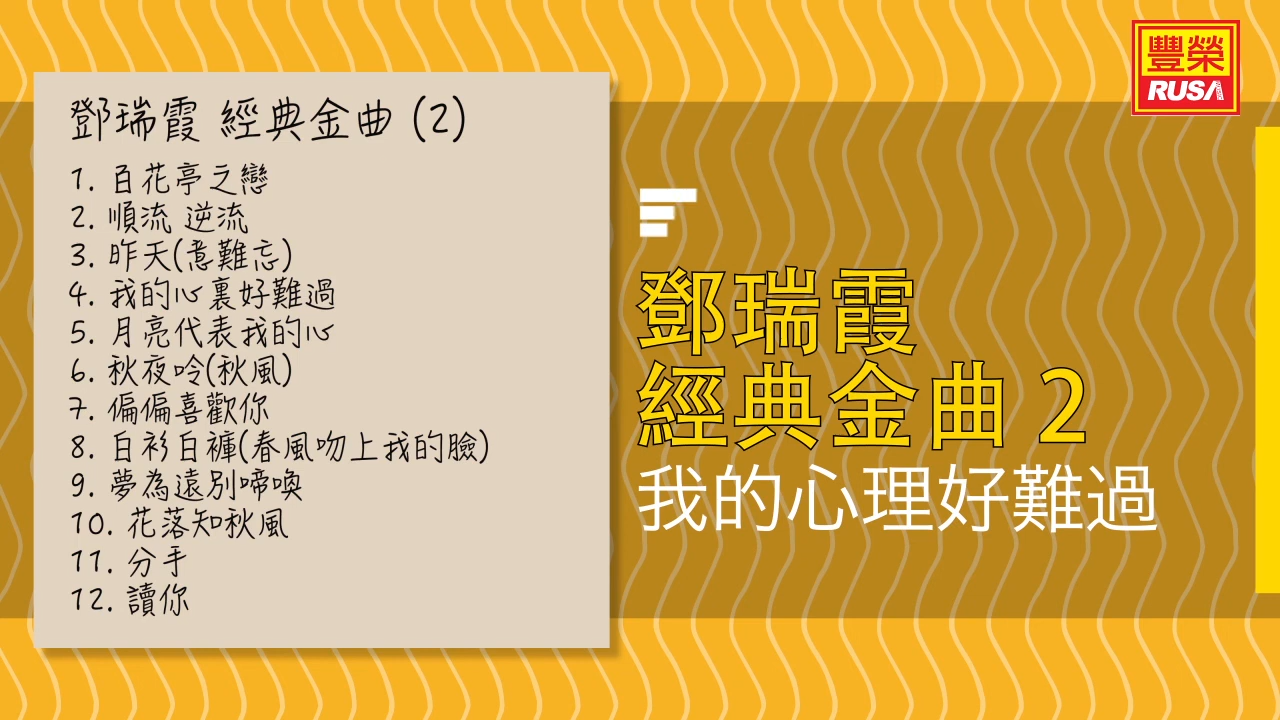 豐榮
RUSA
鄧瑞霞 經典金曲 (2)
1. 百花亭之戀
2. 順流 逆流
3. 昨天(惹難忘)
4. 我的心裏好難過
5. 月亮代表我的心
6. 秋夜吟(秋風)
7. 偏偏喜歡你
8. 白衫白褲(春風吻上我的臉)
9. 夢為遠別啼喚
10. 花落知秋風
11. 分手
12. 讀你
鄧瑞霞
經典金曲 2
我的心理好難過